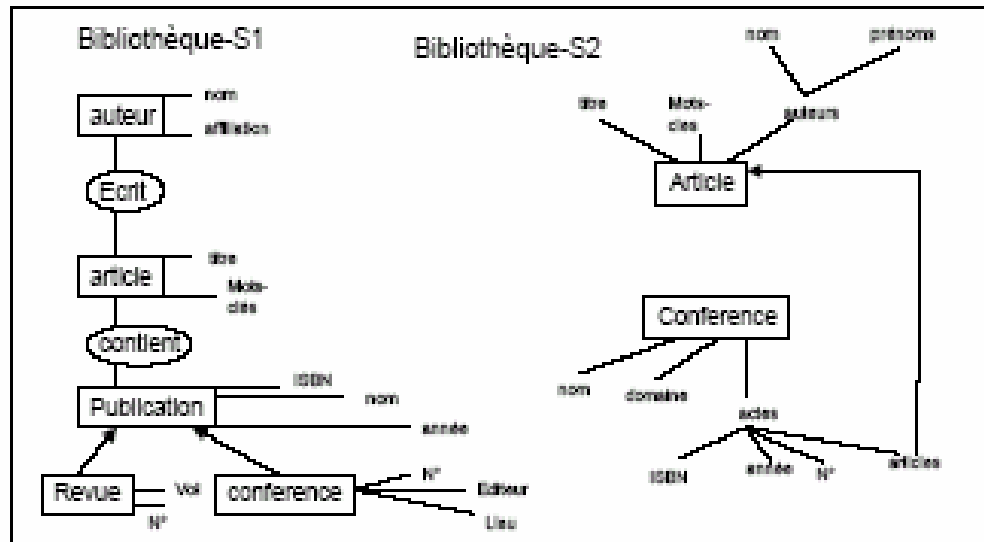 Bibliothèque-S1
auteur
nom
affiliation
Ecrit
article
titre
Mots-
clés
contient
Publication
ISBN
nom
année
Revue
Vol
N°
conference
N°
Editeur
Lieu
Bibliothèque-S2
nom
prénoms
titre
Mots-
clés
auteurs
Article
Conference
nom
domaine
actes
ISBN
année
N°
articles